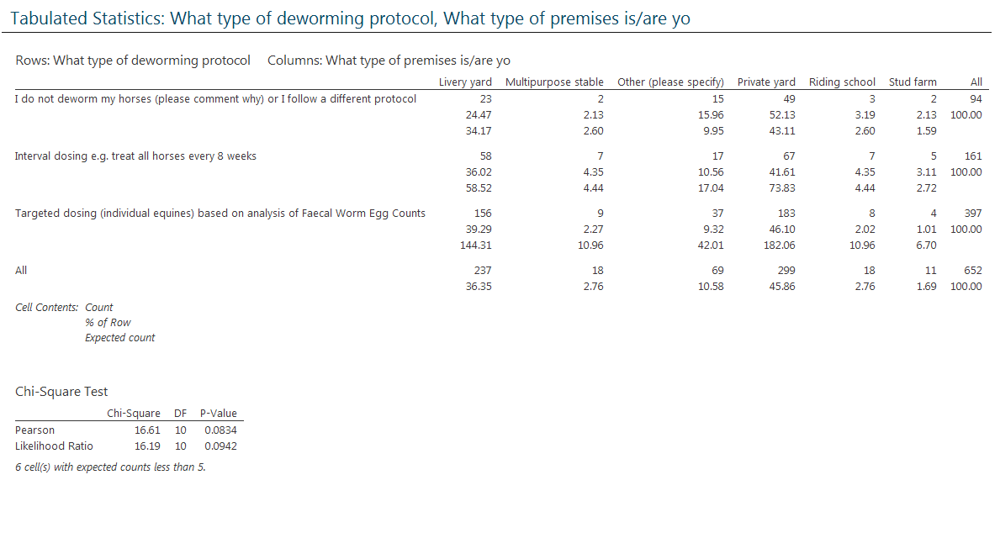 Tabulated Statistics: What type of deworming protocol, What type of premises is/are yo
Rows: What type of deworming protocol Columns: What type of premises is/are yo
Livery yard Multipurpose stable Other (please specify) Private yard Riding school Stud farm All
I do not deworm my horses (please comment why) or I follow a different protocol 23 2 15 49 3 2 94
24.47 2.13 15.96 52.13 3.19 2.13 100.00
34.17 2.60 9.95 43.11 2.60 1.59
Interval dosing e.g. treat all horses every 8 weeks 58 7 17 67 7 5 161
36.02 4.35 10.56 41.61 4.35 3.11 100.00
58.52 4.44 17.04 73.83 4.44 2.72
Targeted dosing (individual equines) based on analysis of Faecal Worm Egg Counts 156 9 37 183 8 4 397
39.29 2.27 9.32 46.10 2.02 1.01 100.00
144.31 10.96 42.01 182.06 10.96 6.70
All 237 18 69 299 18 11 652
36.35 2.76 10.58 45.86 2.76 1.69 100.00
Cell Contents: Count
% of Row
Expected count
Chi-Square Test
Chi-Square DF P-Value
Pearson 16.61 10 0.0834
Likelihood Ratio 16.19 10 0.0942
6 cell(s) with expected counts less than 5.